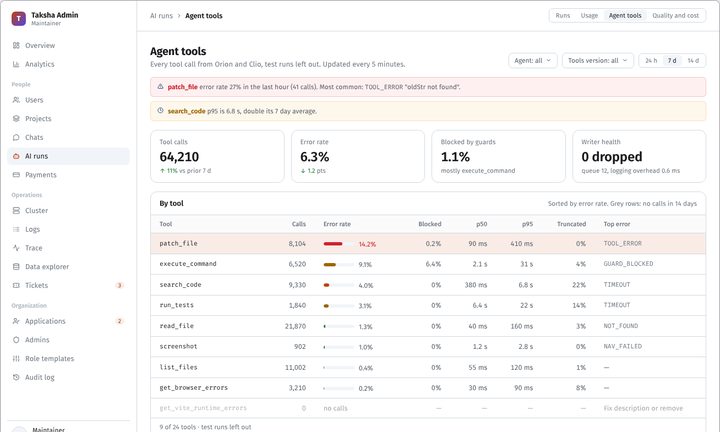 T
Taksha Admin
Maintainer
Overview
Analytics
People
Users
Projects
Chats
AI runs
Payments
Operations
Cluster
Logs
Trace
Data explorer
Tickets 3
Organization
Applications 2
Admins
Role templates
Audit log
Maintainer
AI runs > Agent tools
Runs Usage Agent tools Quality and cost
Agent tools
Every tool call from Orion and Clio, test runs left out. Updated every 5 minutes.
Agent: all Tools version: all 24 h 7 d 14 d
patch_file error rate 27% in the last hour (41 calls). Most common: TOOL_ERROR "oldStr not found".
search_code p95 is 6.8 s, double its 7 day average.
Tool calls
64,210
↑ 11% vs prior 7 d
Error rate
6.3%
↓ 1.2 pts
Blocked by guards
1.1%
mostly execute_command
Writer health
0 dropped
queue 12, logging overhead 0.6 ms
By tool Sorted by error rate. Grey rows: no calls in 14 days
Tool Calls Error rate Blocked p50 p95 Truncated Top error
patch_file 8,104 14.2% 0.2% 90 ms 410 ms 0% TOOL_ERROR
execute_command 6,520 9.1% 6.4% 2.1 s 31 s 4% GUARD_BLOCKED
search_code 9,330 4.0% 0% 380 ms 6.8 s 22% TIMEOUT
run_tests 1,840 3.1% 0% 6.4 s 22 s 14% TIMEOUT
read_file 21,870 1.3% 0% 40 ms 160 ms 3% NOT_FOUND
screenshot 902 1.0% 0% 1.2 s 2.8 s 0% NAV_FAILED
list_files 11,002 0.4% 0% 55 ms 120 ms 1% —
get_browser_errors 3,210 0.2% 0% 30 ms 90 ms 8% —
get_vite_runtime_errors 0 no calls — — — — Fix description or remove
9 of 24 tools · test runs left out